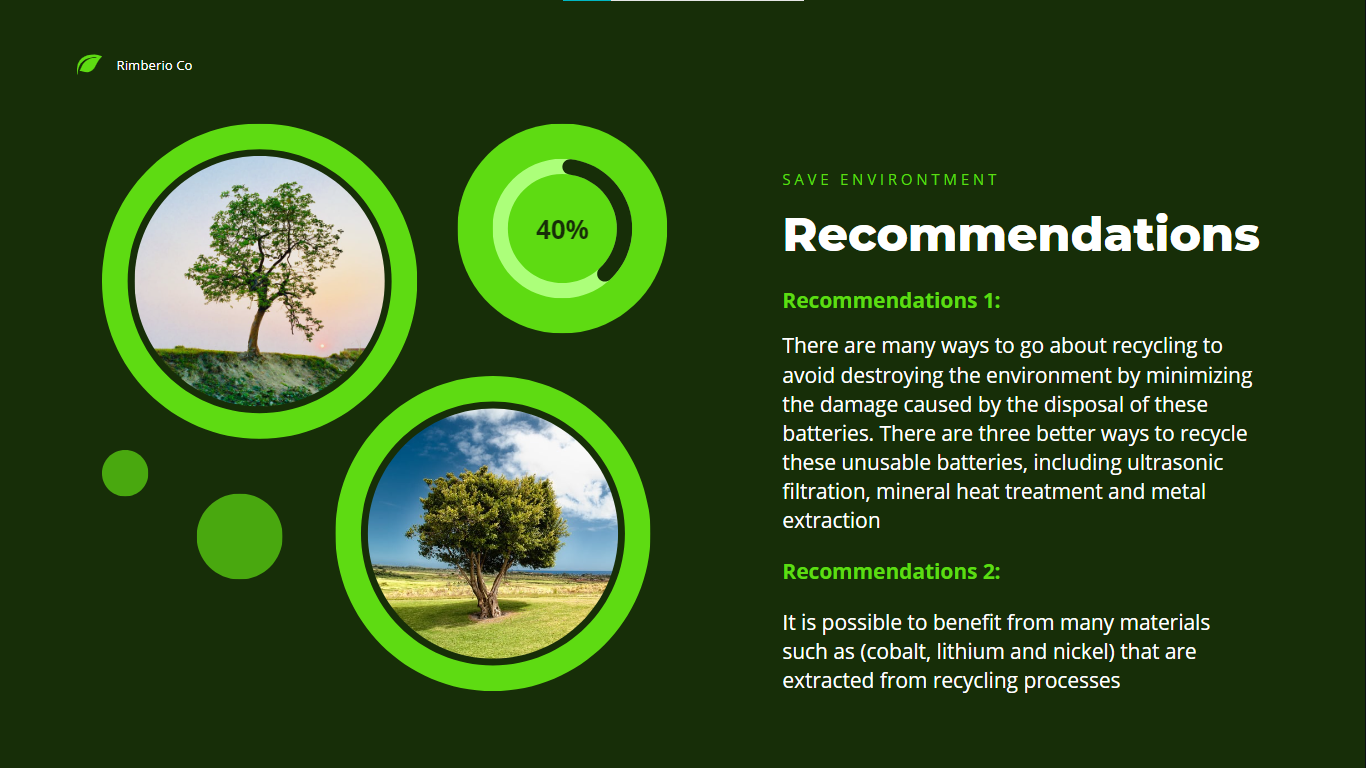 Rimberio Co
40%
SAVE ENVIRONTMENT
Recommendations
Recommendations 1:
There are many ways to go about recycling to
avoid destroying the environment by minimizing
the damage caused by the disposal of these
batteries. There are three better ways to recycle
these unusable batteries, including ultrasonic
filtration, mineral heat treatment and metal
extraction
Recommendations 2:
It is possible to benefit from many materials
such as (cobalt, lithium and nickel) that are
extracted from recycling processes